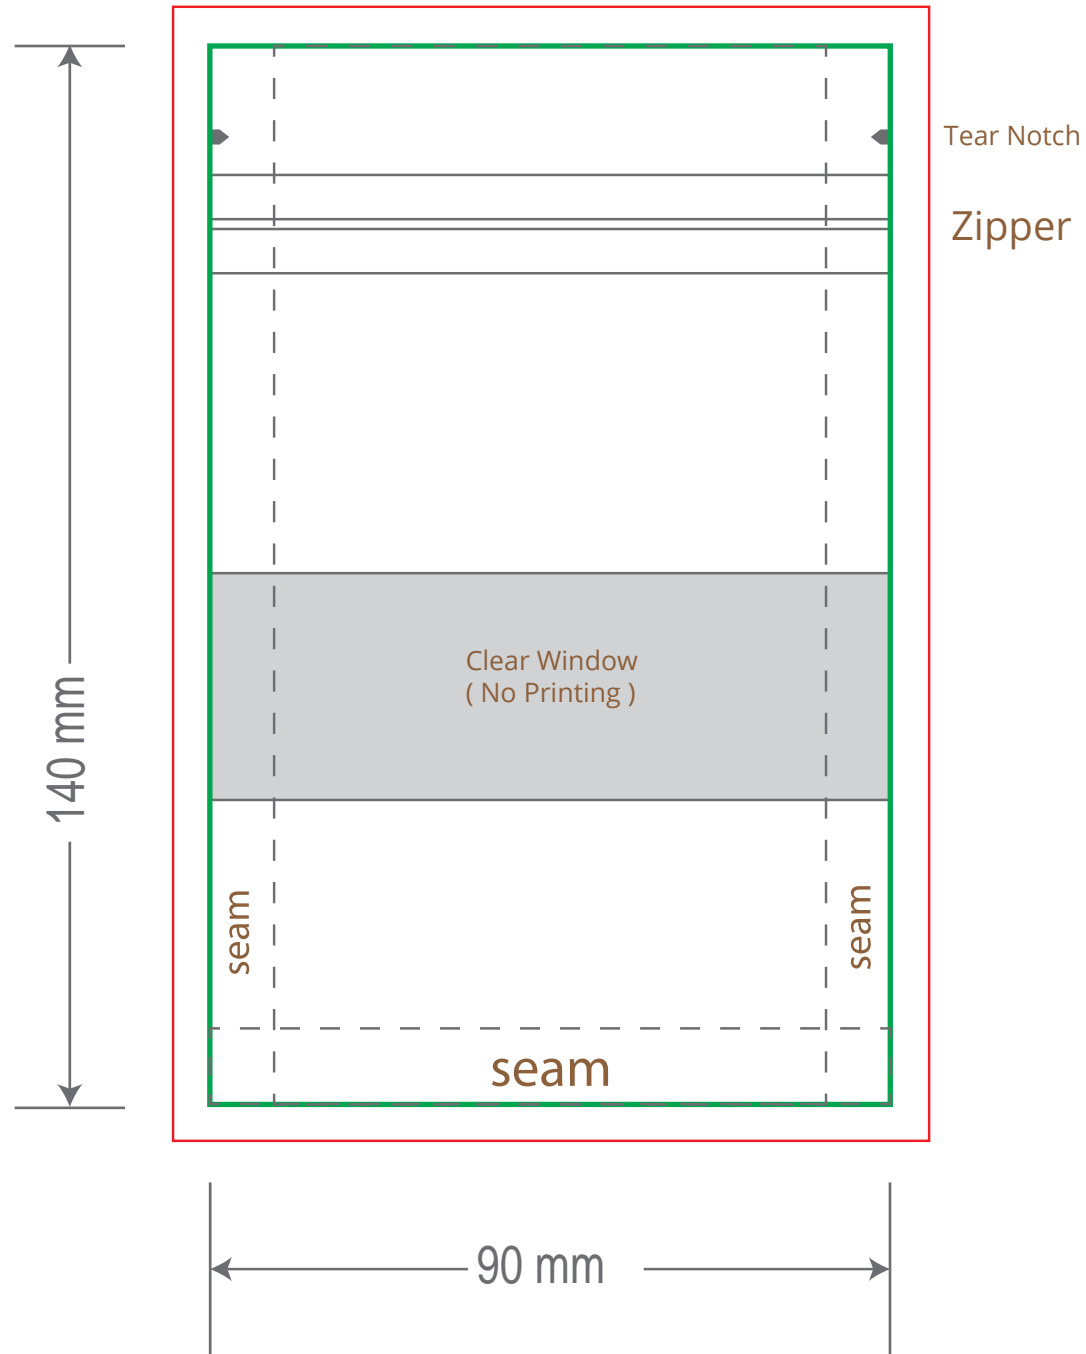 Tear Notch
Zipper
Clear Window
( No Printing )
140 mm
seam
seam
seam
90 mm